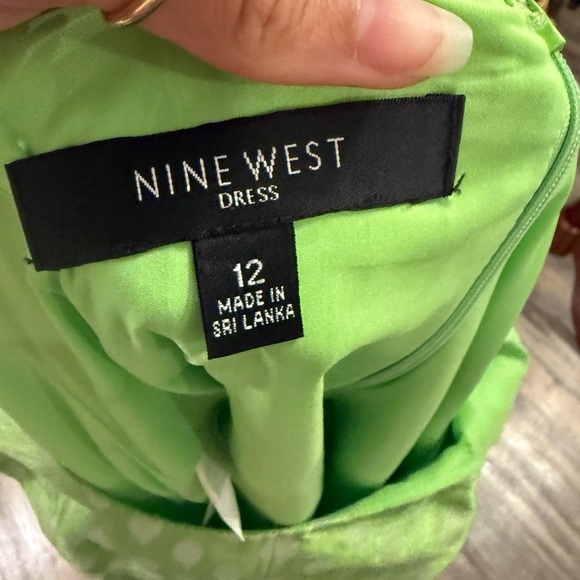 NINE WEST
DRESS
12
MADE IN
SRI LANKA